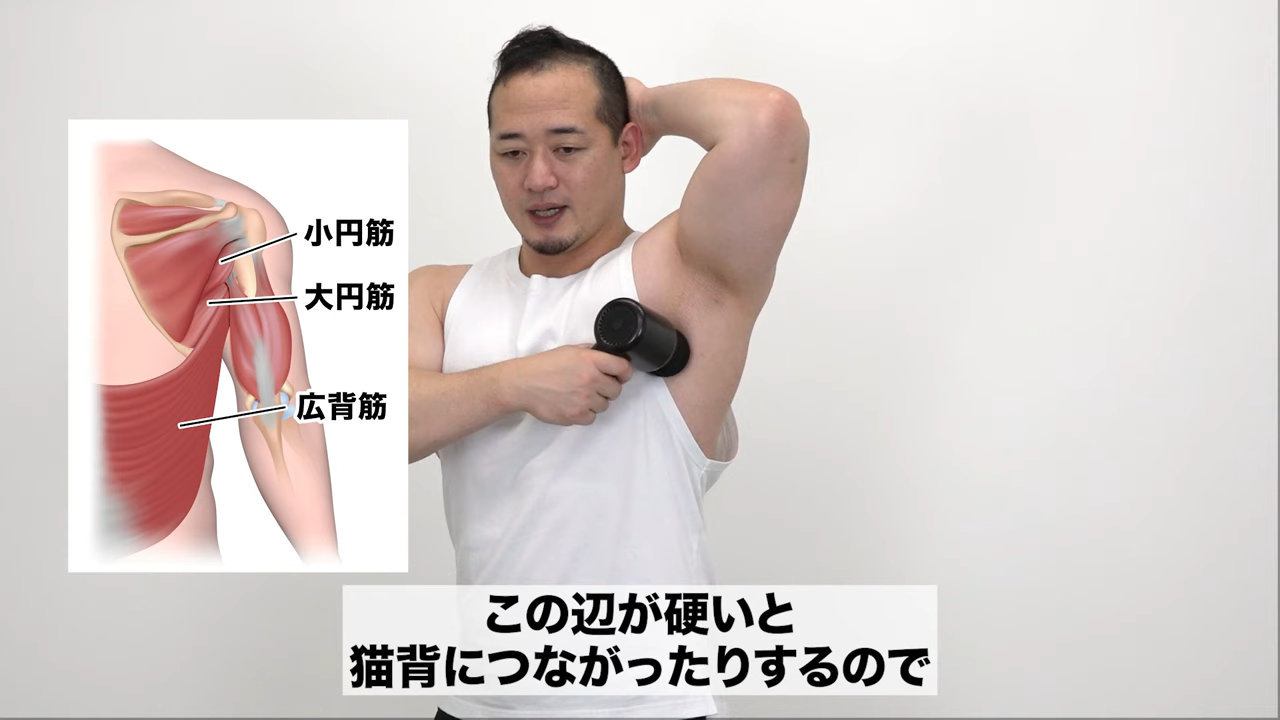 小円筋
大円筋
広背筋
この辺が硬いと
猫背につながったりするので